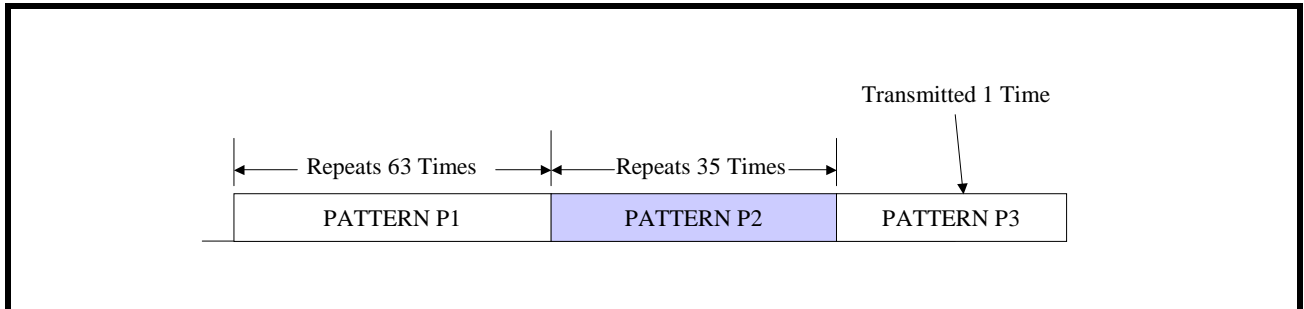 Transmitted 1 Time
Repeats 63 Times
Repeats 35 Times
PATTERN P1
PATTERN P2
PATTERN P3